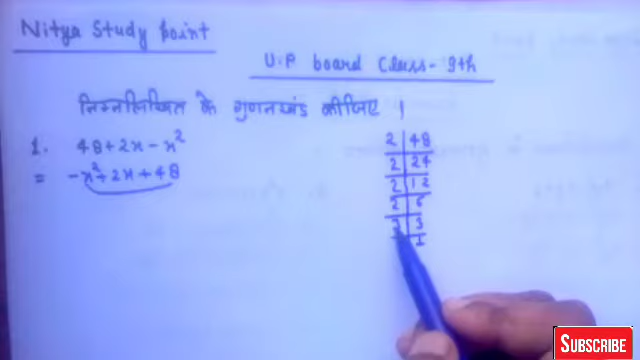 Nitya Study point
U.P board Class-9th
निम्नलिखित के गुणनखंड कीजिए ।
1. 48+2x-x²
= -x²+2x+48
2 | 48
2 | 24
2 | 12
2 | 6
3 | 3
1
SUBSCRIBE